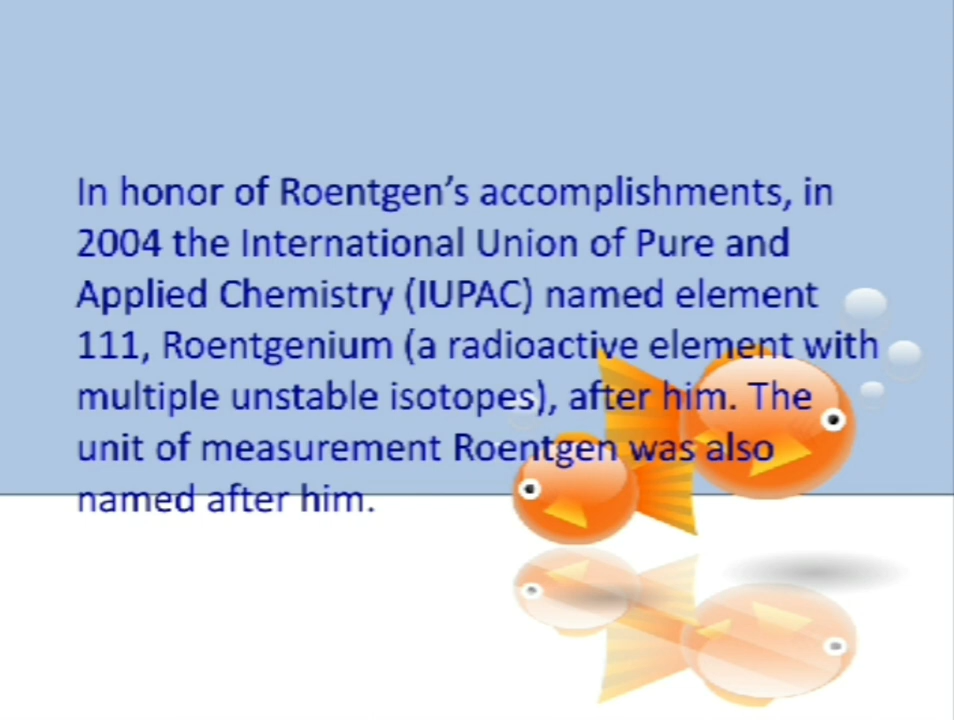 In honor of Roentgen’s accomplishments, in
2004 the International Union of Pure and
Applied Chemistry (IUPAC) named element
111, Roentgenium (a radioactive element with
multiple unstable isotopes), after him. The
unit of measurement Roentgen was also
named after him.